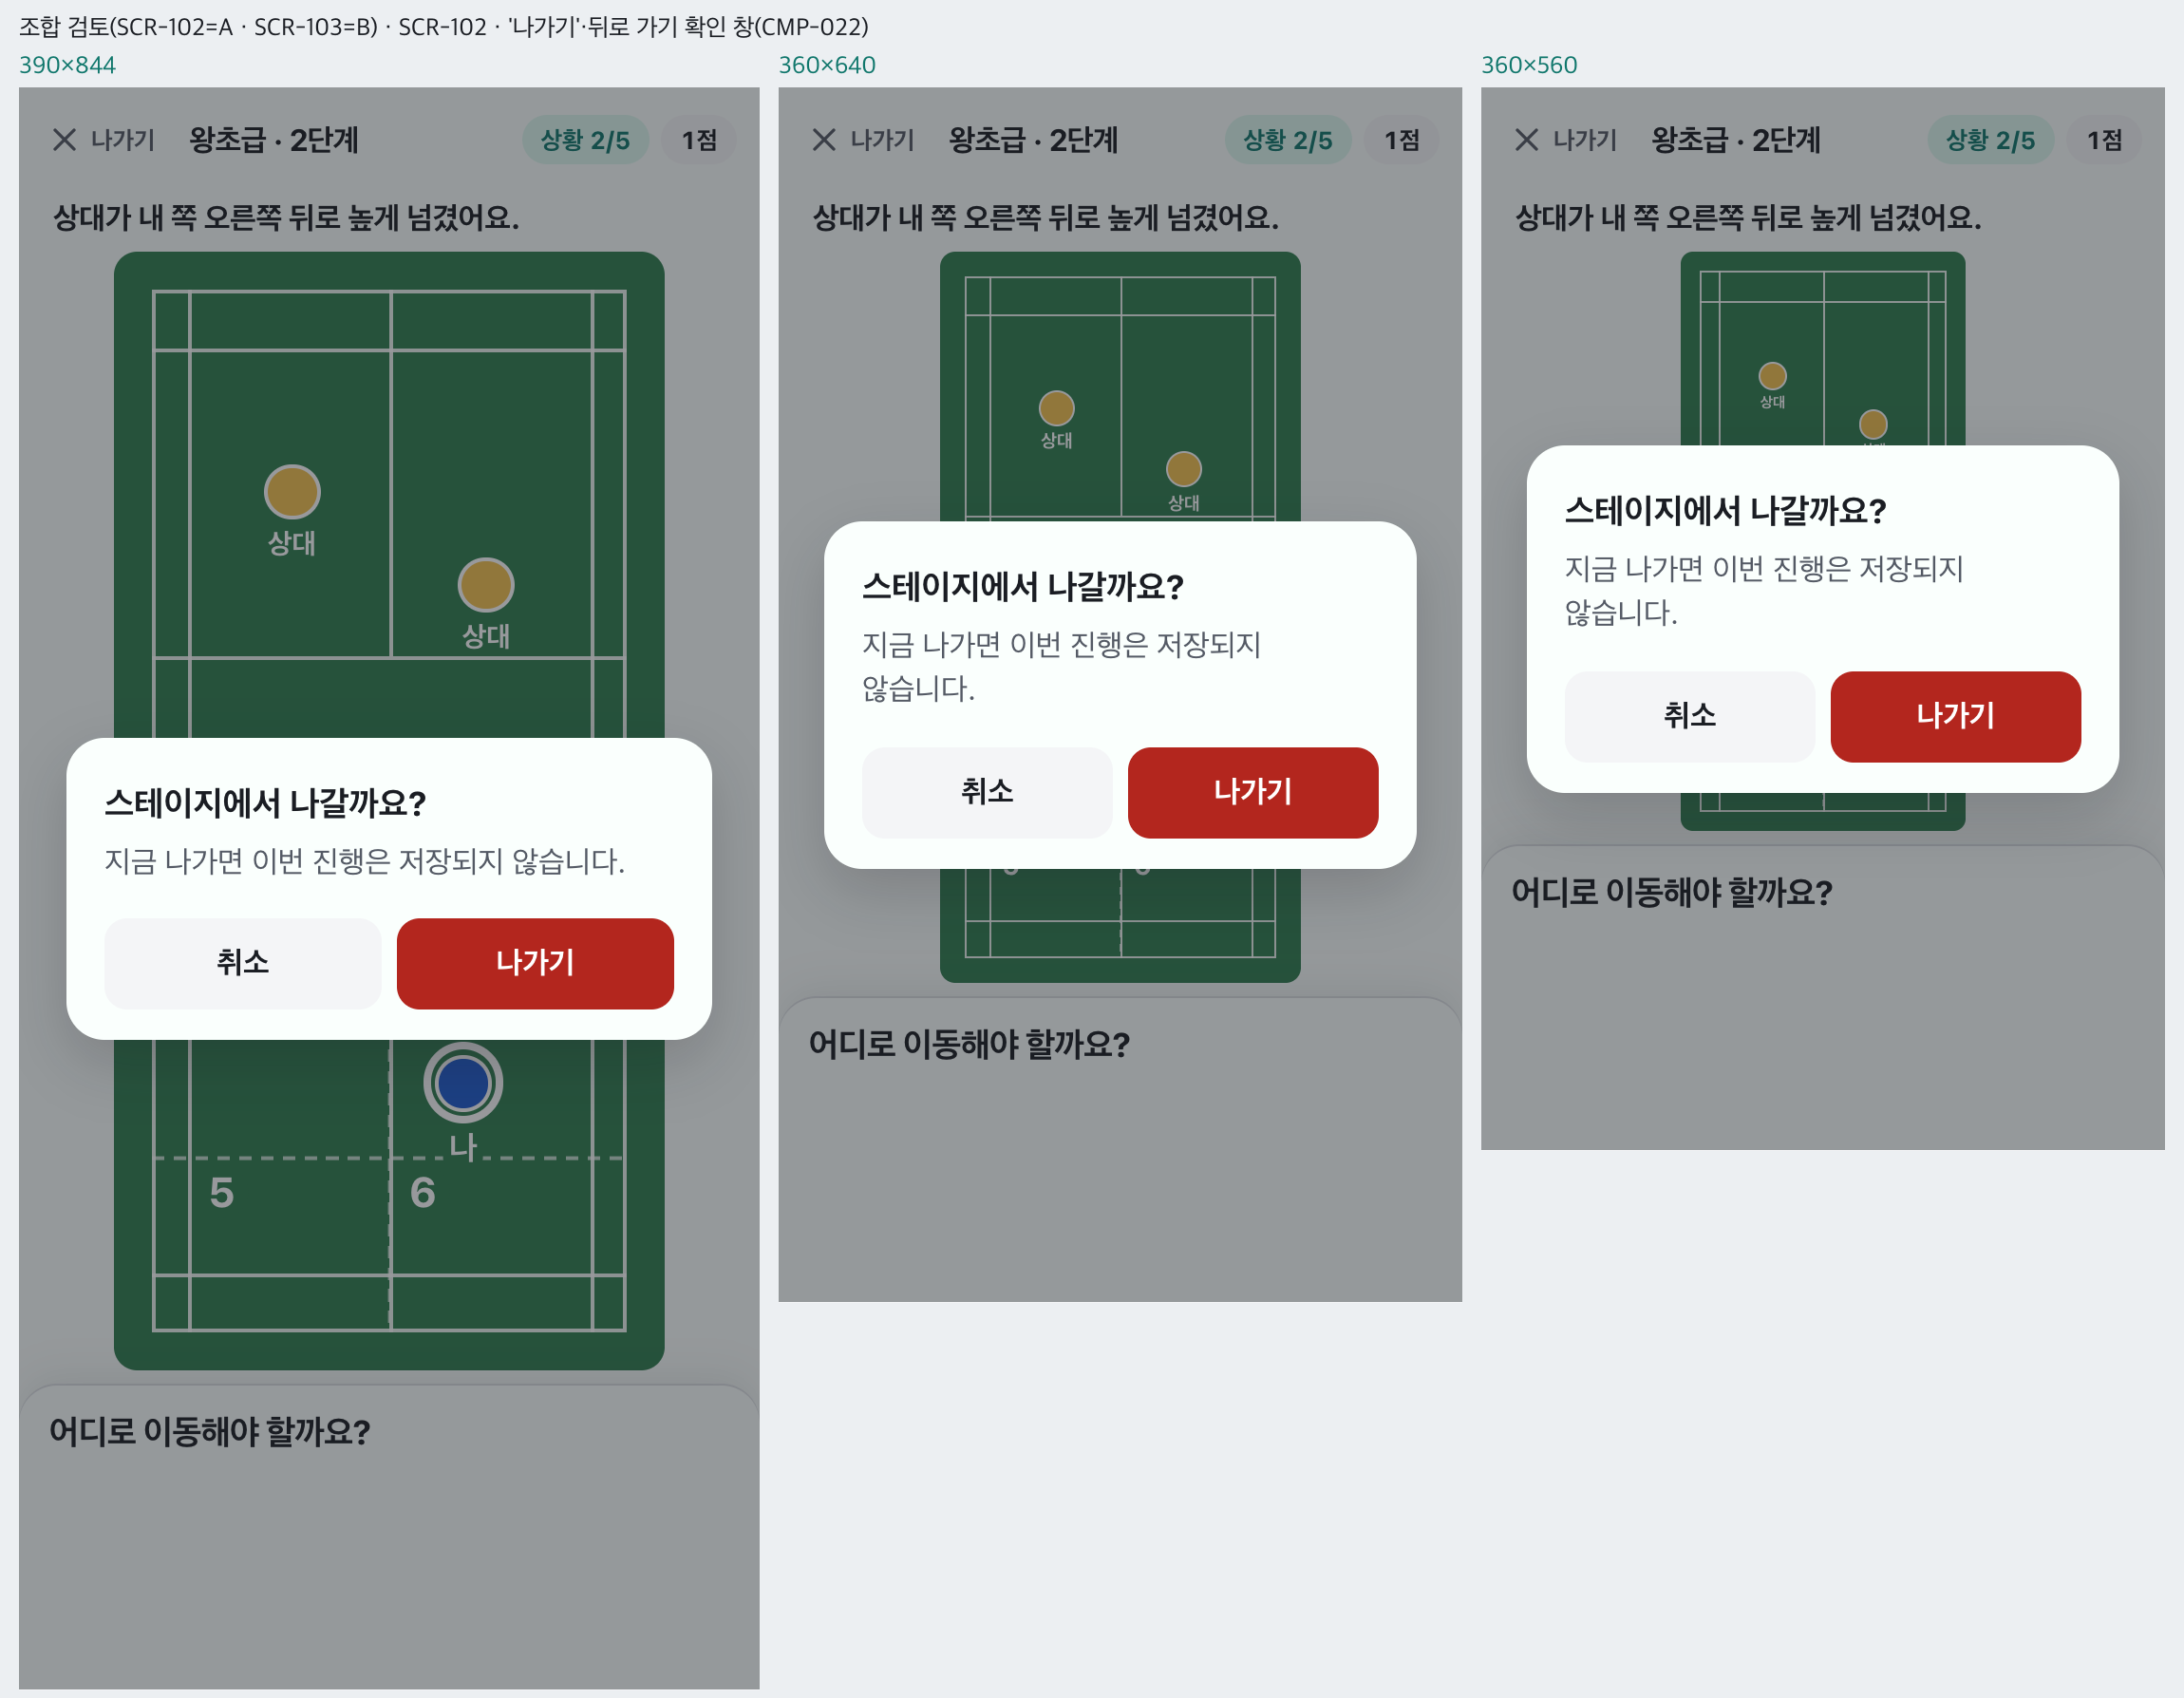 조합 검토(SCR-102=A · SCR-103=B) · SCR-102 · '나가기'·뒤로 가기 확인 창(CMP-022)
390×844
나가기 왕초급 · 2단계 상황 2/5 1점
상대가 내 쪽 오른쪽 뒤로 높게 넘겼어요.
상대
상대
스테이지에서 나갈까요?
지금 나가면 이번 진행은 저장되지 않습니다.
취소 나가기
나
5 6
어디로 이동해야 할까요?
360×640
나가기 왕초급 · 2단계 상황 2/5 1점
상대가 내 쪽 오른쪽 뒤로 높게 넘겼어요.
상대
상대
스테이지에서 나갈까요?
지금 나가면 이번 진행은 저장되지
않습니다.
취소 나가기
어디로 이동해야 할까요?
360×560
나가기 왕초급 · 2단계 상황 2/5 1점
상대가 내 쪽 오른쪽 뒤로 높게 넘겼어요.
상대
스테이지에서 나갈까요?
지금 나가면 이번 진행은 저장되지
않습니다.
취소 나가기
어디로 이동해야 할까요?